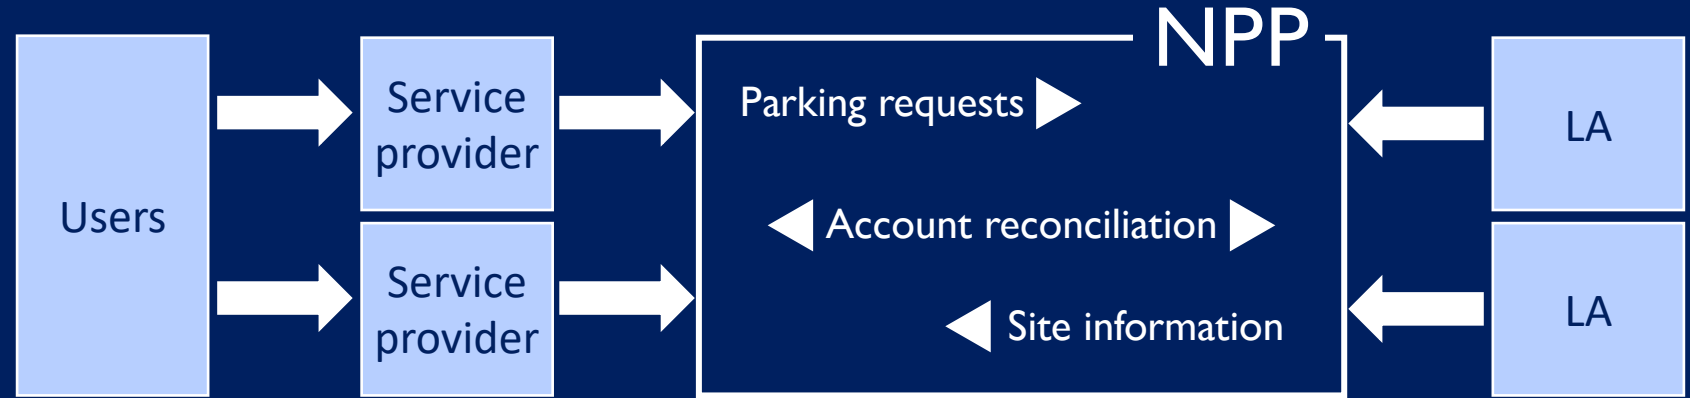 NPP
Users
Service
provider
Service
provider
Parking requests
Account reconciliation
Site information
LA
LA